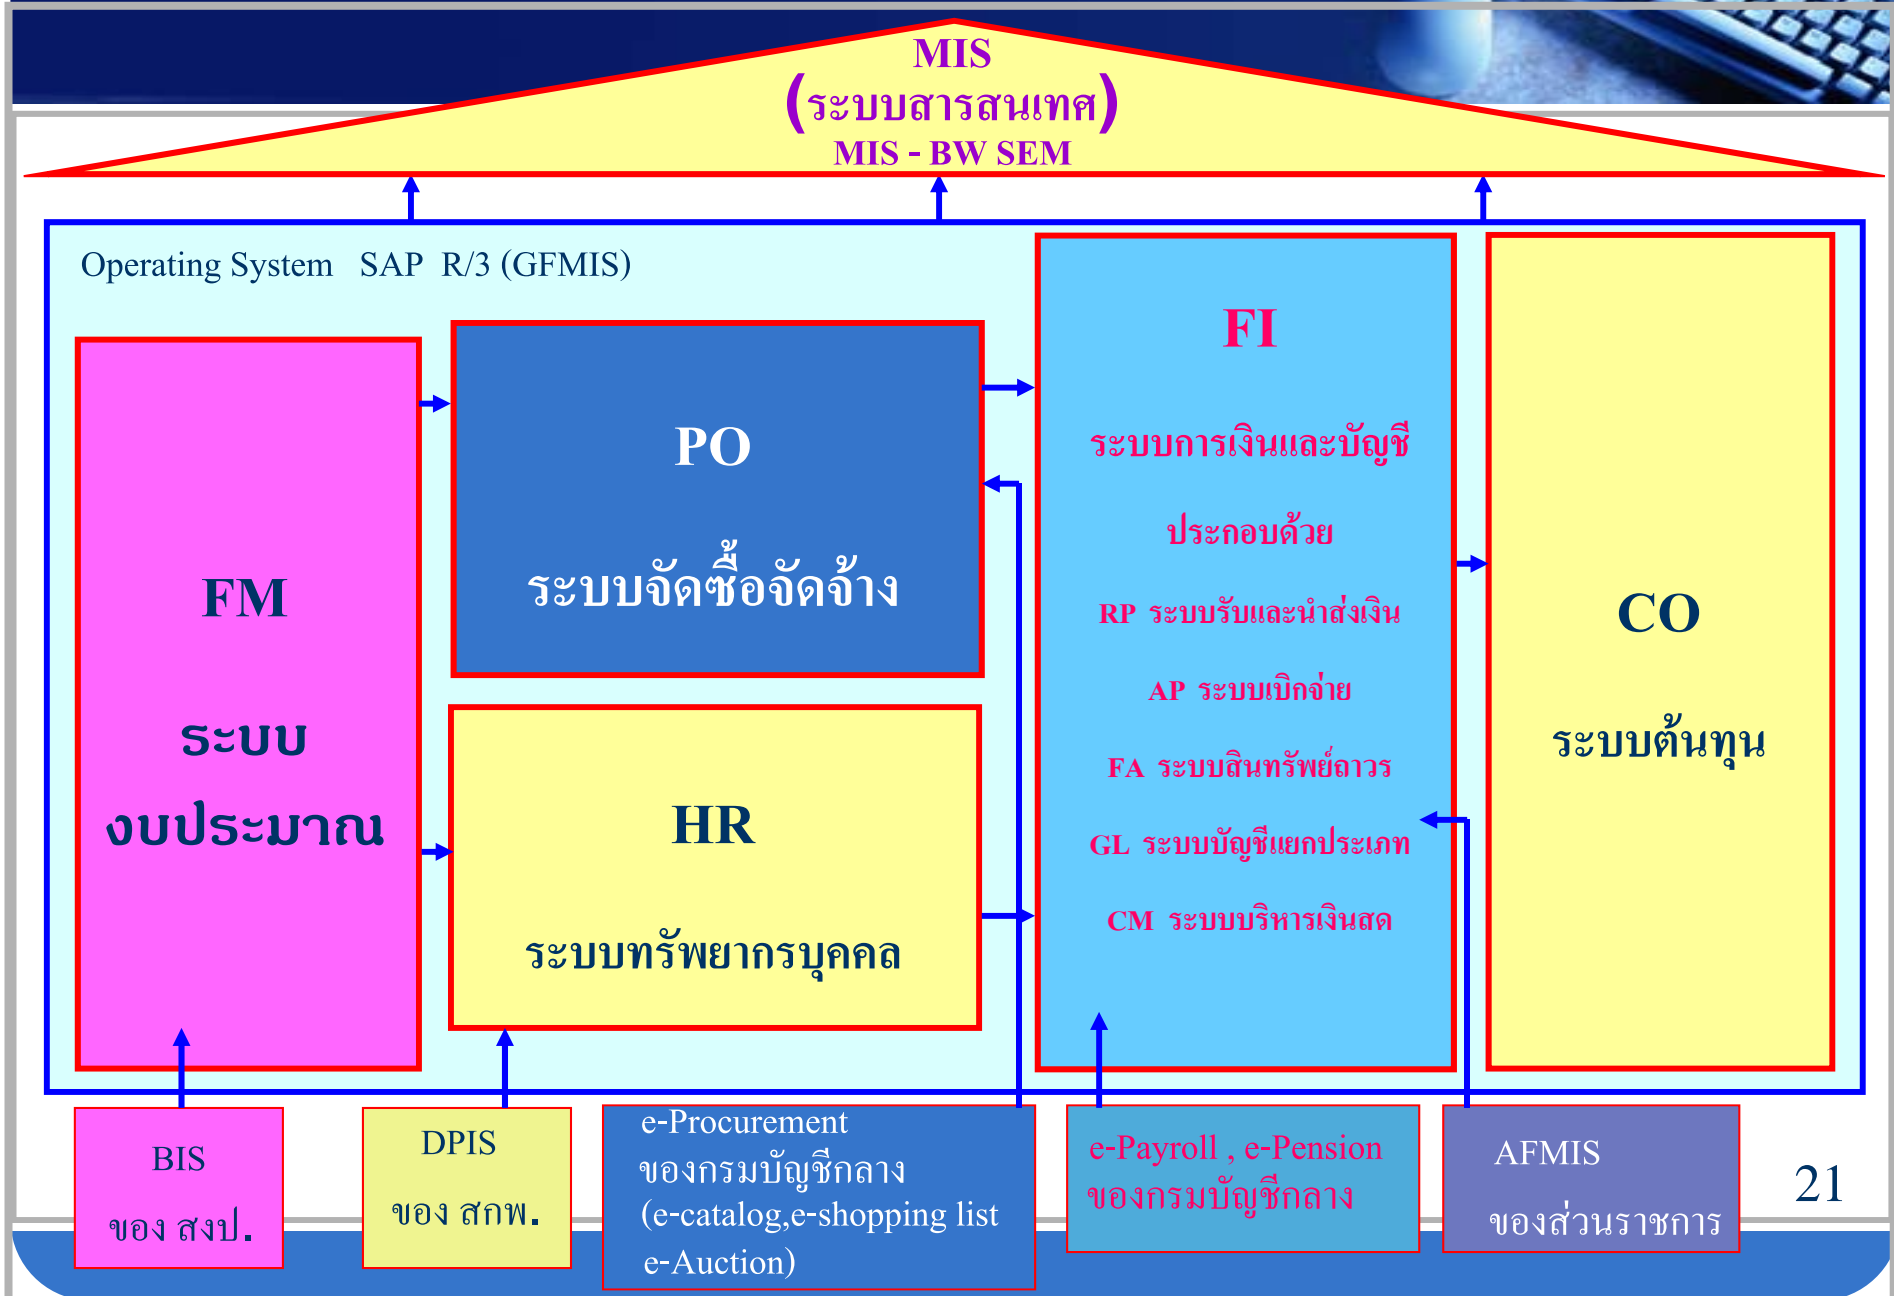 MIS
(ระบบสารสนเทศ)
MIS - BW SEM
Operating System SAP R/3 (GFMIS)
FM
ระบบ
งบประมาณ
PO
ระบบจัดซื้อจัดจ้าง
HR
ระบบทรัพยากรบุคคล
FI
ระบบการเงินและบัญชี
ประกอบด้วย
RP ระบบรับและนำส่งเงิน
AP ระบบเบิกจ่าย
FA ระบบสินทรัพย์ถาวร
GL ระบบบัญชีแยกประเภท
CM ระบบบริหารเงินสด
CO
ระบบต้นทุน
BIS
ของ สงป.
DPIS
ของ สกพ.
e-Procurement
ของกรมบัญชีกลาง
(e-catalog,e-shopping list
e-Auction)
e-Payroll , e-Pension
ของกรมบัญชีกลาง
AFMIS
ของส่วนราชการ
21